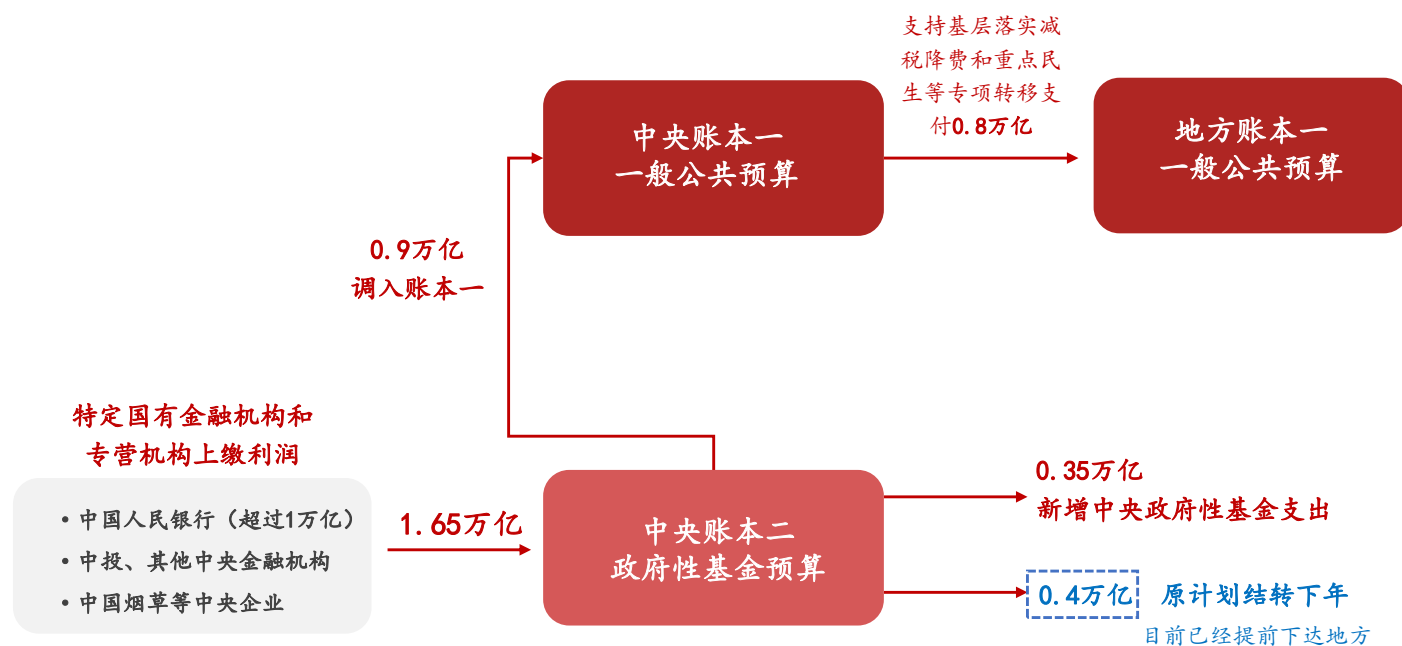 支持基层落实减
税降费和重点民
生等专项转移支
付0.8万亿
中央账本一
一般公共预算
地方账本一
一般公共预算
0.9万亿
调入账本一
特定国有金融机构和
专营机构上缴利润
•中国人民银行（超过1万亿）
•中投、其他中央金融机构
•中国烟草等中央企业
1.65万亿
中央账本二
政府性基金预算
0.35万亿
新增中央政府性基金支出
0.4万亿 原计划结转下年
目前已经提前下达地方